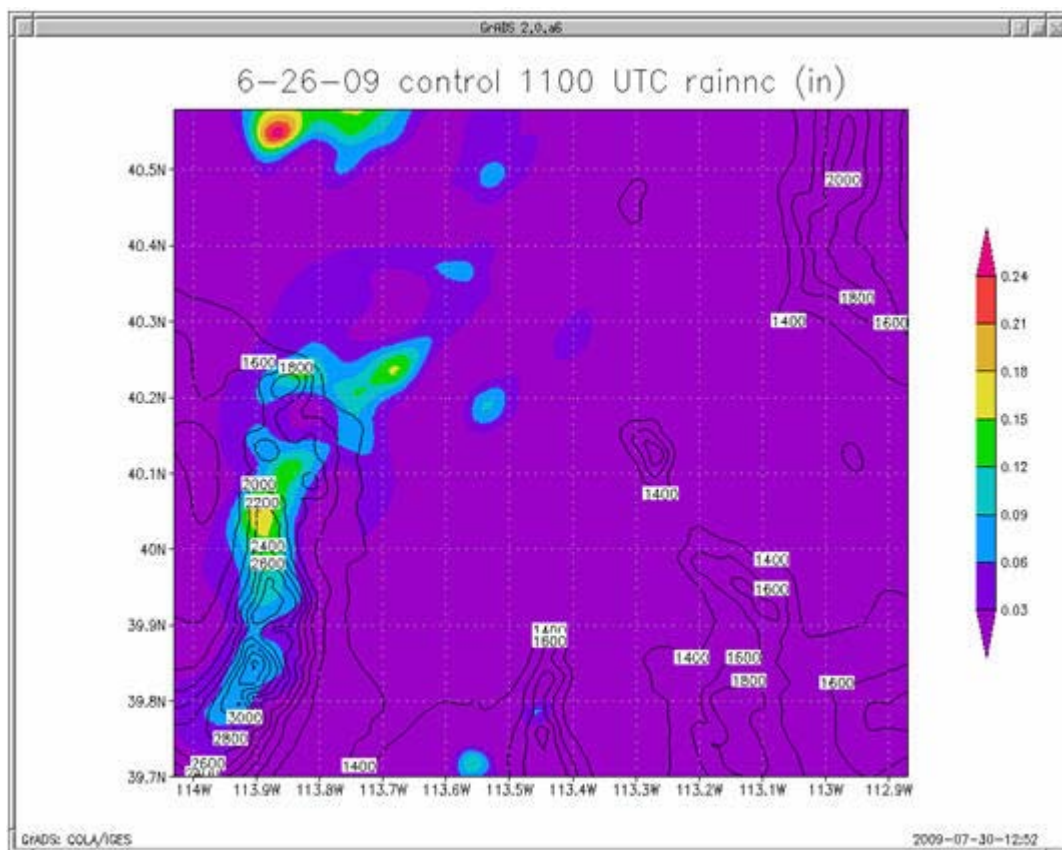 GrADS 2.0.a6
6-26-09 control 1100 UTC rainnc (in)
40.5N
40.4N
40.3N
40.2N
40.1N
40N
39.9N
39.8N
39.7N
114W 113.9W 113.8W 113.7W 113.6W 113.5W 113.4W 113.3W 113.2W 113.1W 113W 112.9W
2000
1800
1400 1600
1600 1800
2000
2200
2400
2600
1400
1400
1600
1400
1600
1400 1600
1800
1600
3000
2800
2600
1400
0.24
0.21
0.18
0.15
0.12
0.09
0.06
0.03
GrADS: COLA/IGES
2009-07-30-12:52